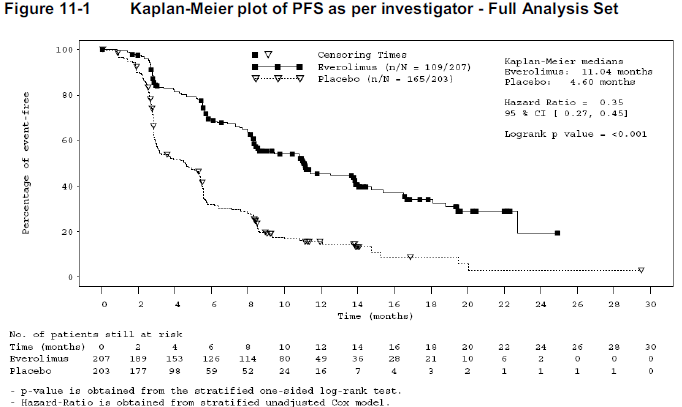 Figure 11-1 Kaplan-Meier plot of PFS as per investigator - Full Analysis Set
Percentage of event-free
100
80
60
40
20
0
Censoring Times
Everolimus (n/N = 109/207)
Placebo (n/N = 165/203)
Kaplan-Meier medians
Everolimus: 11.04 months
Placebo: 4.60 months
Hazard Ratio = 0.35
95 % CI [ 0.27, 0.45]
Logrank p value = <0.001
0 2 4 6 8 10 12 14 16 18 20 22 24 26 28 30
Time (months)
No. of patients still at risk
Time (months) 0 2 4 6 8 10 12 14 16 18 20 22 24 26 28 30
Everolimus 207 189 153 126 114 80 49 36 28 21 10 6 2 0 0 0
Placebo 203 177 98 59 52 24 16 7 4 3 2 1 1 1 1 0
- p-value is obtained from the stratified one-sided log-rank test.
- Hazard-Ratio is obtained from stratified unadjusted Cox model.